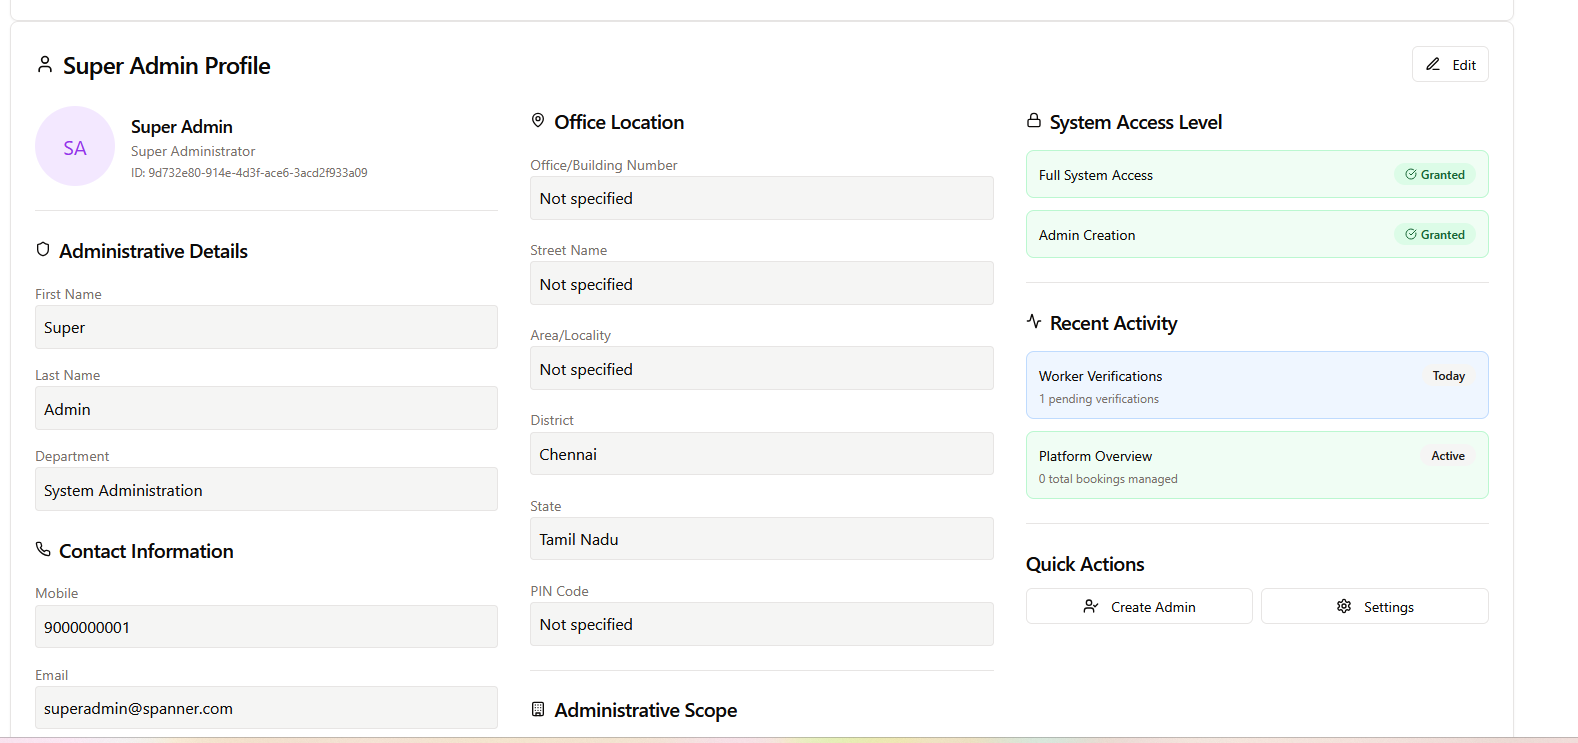 Super Admin Profile
Edit
SA
Super Admin
Super Administrator
ID: 9d732e80-914e-4d3f-ace6-3acd2f933a09
Administrative Details
First Name
Super
Last Name
Admin
Department
System Administration
Contact Information
Mobile
9000000001
Email
superadmin@spanner.com
Office Location
Office/Building Number
Not specified
Street Name
Not specified
Area/Locality
Not specified
District
Chennai
State
Tamil Nadu
PIN Code
Not specified
Administrative Scope
System Access Level
Full System Access
Granted
Admin Creation
Granted
Recent Activity
Worker Verifications
Today
1 pending verifications
Platform Overview
Active
0 total bookings managed
Quick Actions
Create Admin
Settings